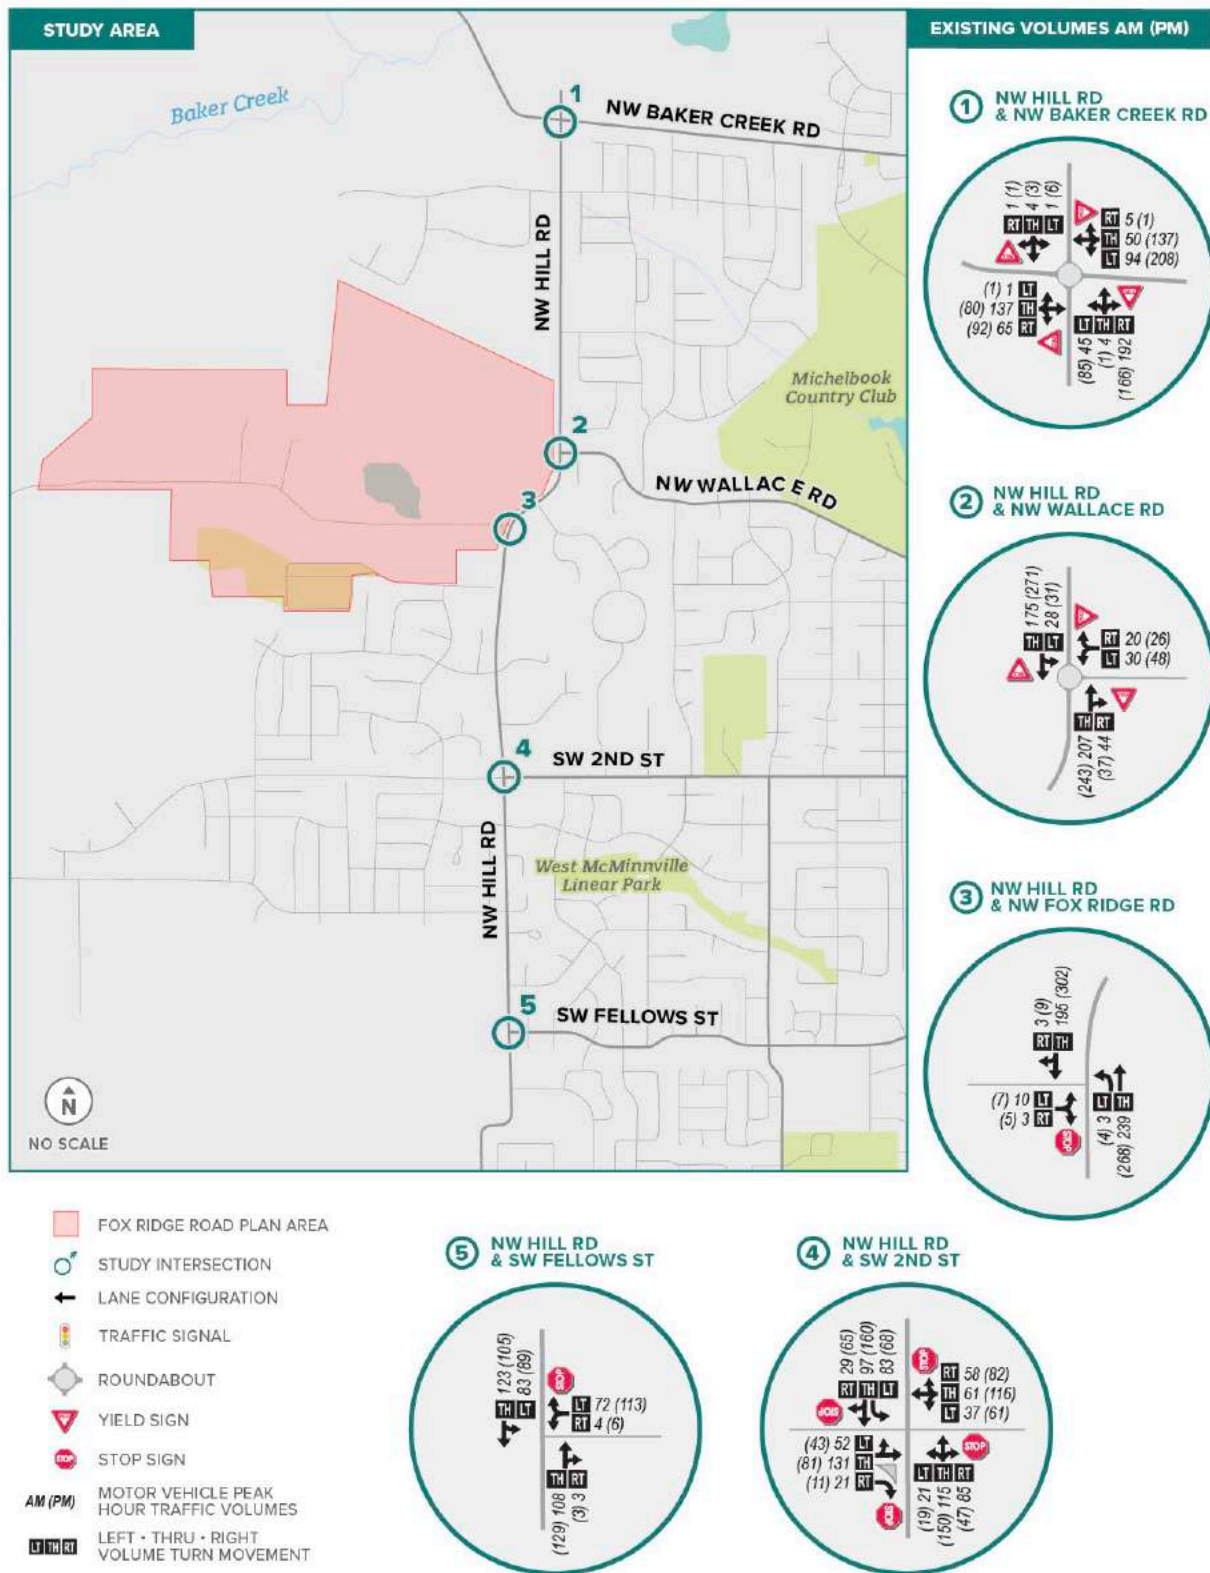 STUDY AREA
EXISTING VOLUMES AM (PM)
Baker Creek
1
NW BAKER CREEK RD
NW HILL RD
Michelbook
Country Club
2
NW WALLACE RD
3
4
SW 2ND ST
NW HILL RD
West McMinnville
Linear Park
5
SW FELLOWS ST
N
NO SCALE
1 NW HILL RD
& NW BAKER CREEK RD
1 (1)
4 (3)
1 (6)
RT TH LT
RT 5 (1)
TH 50 (137)
LT 94 (208)
(1) 1 LT
(80) 137 TH
(92) 65 RT
LT TH RT
(85) 45
(1) 4
(166) 192
2 NW HILL RD
& NW WALLACE RD
175 (271)
28 (31)
TH LT
RT 20 (26)
LT 30 (48)
TH RT
(243) 207
(37) 44
3 NW HILL RD
& NW FOX RIDGE RD
3 (9)
195 (302)
RT TH
(7) 10 LT
(5) 3 RT
STOP
LT TH
(4) 3
(268) 239
FOX RIDGE ROAD PLAN AREA
STUDY INTERSECTION
LANE CONFIGURATION
TRAFFIC SIGNAL
ROUNDABOUT
YIELD SIGN
STOP STOP SIGN
AM (PM) MOTOR VEHICLE PEAK
HOUR TRAFFIC VOLUMES
LT TH RT LEFT • THRU • RIGHT
VOLUME TURN MOVEMENT
5 NW HILL RD
& SW FELLOWS ST
123 (105)
83 (89)
TH LT
STOP
LT 72 (113)
RT 4 (6)
TH RT
(129) 108
(3) 3
4 NW HILL RD
& SW 2ND ST
29 (65)
97 (160)
83 (68)
RT TH LT
STOP
STOP
RT 58 (82)
TH 61 (116)
LT 37 (61)
(43) 52 LT
(81) 131 TH
(11) 21 RT
STOP
STOP
LT TH RT
(19) 21
(150) 115
(47) 85